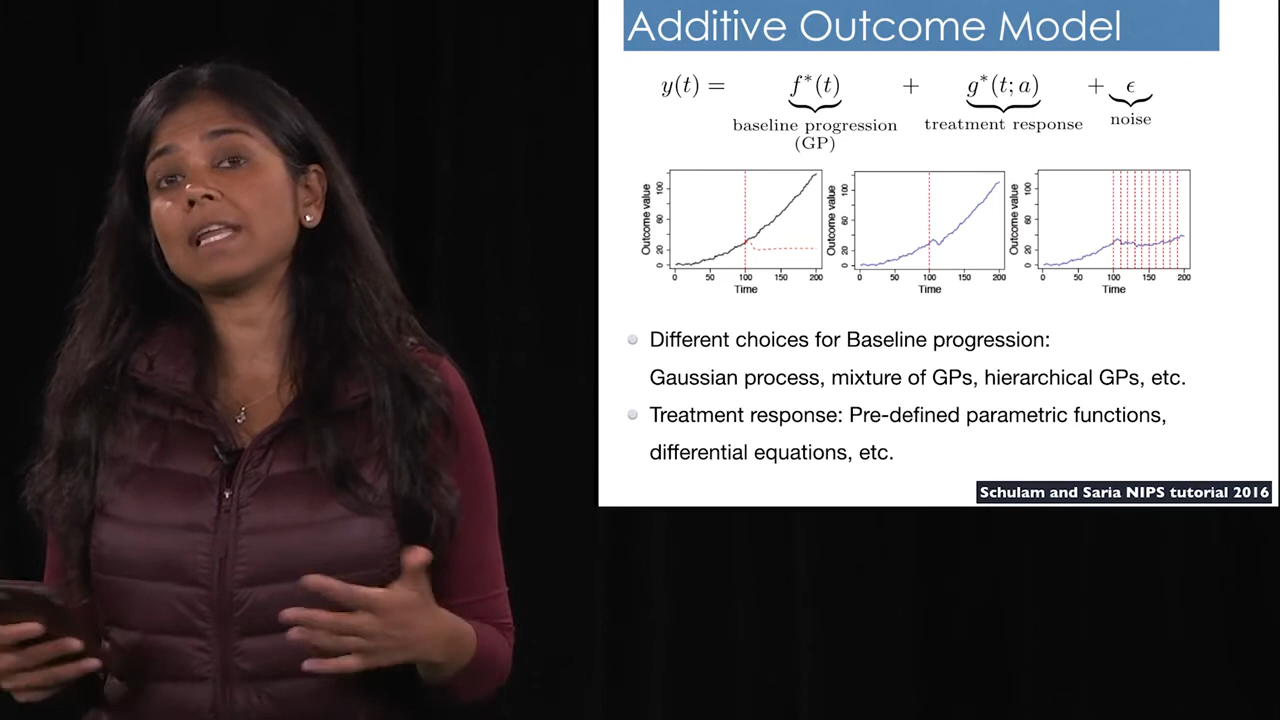 Additive Outcome Model
y(t) = f*(t) + g*(t; a) + ϵ
baseline progression treatment response noise
(GP)
Outcome value Outcome value Outcome value
100 100 100
60 60 60
20 20 20
0 0 0
0 50 100 150 200 0 50 100 150 200 0 50 100 150 200
Time Time Time
Different choices for Baseline progression:
Gaussian process, mixture of GPs, hierarchical GPs, etc.
Treatment response: Pre-defined parametric functions,
differential equations, etc.
Schulam and Saria NIPS tutorial 2016